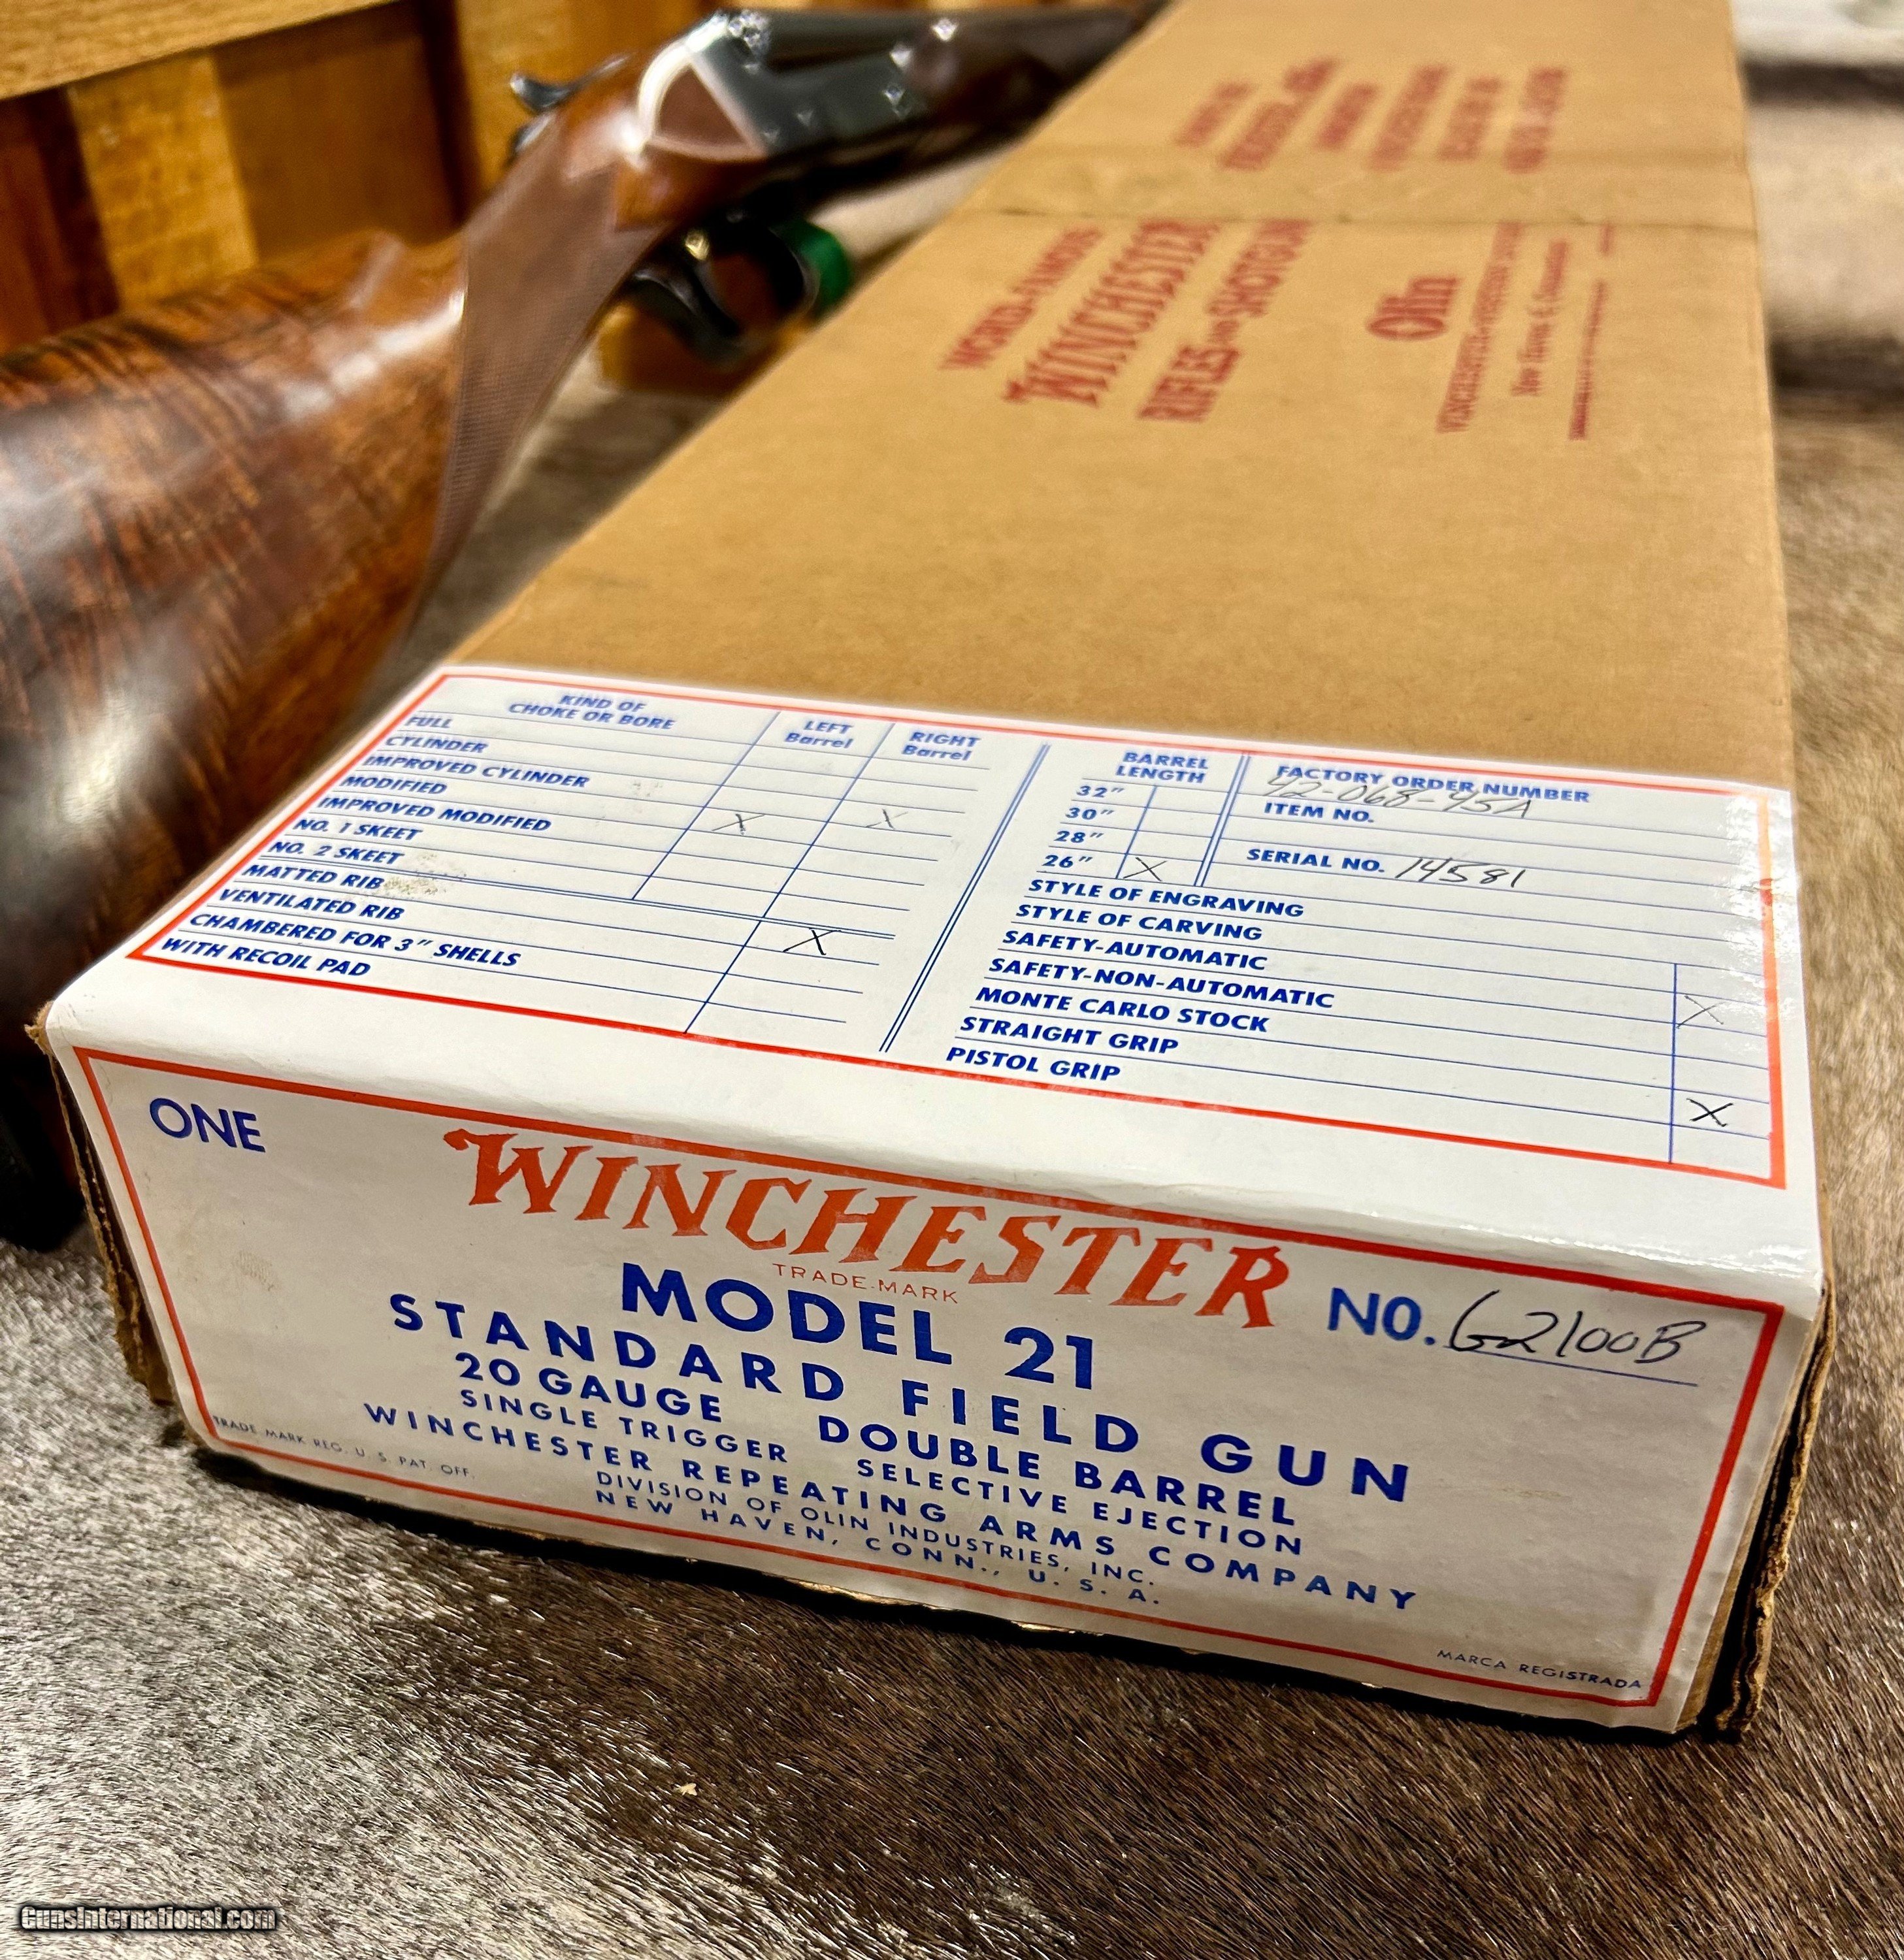 WORLD-FAMOUS
WINCHESTER
RIFLES AND SHOTGUNS
Olin
KIND OF
CHOKE OR BORE
LEFT
Barrel
RIGHT
Barrel
FULL
CYLINDER
IMPROVED CYLINDER
MODIFIED
IMPROVED MODIFIED
X X
NO. 1 SKEET
NO. 2 SKEET
MATTED RIB
VENTILATED RIB
X
CHAMBERED FOR 3" SHELLS
WITH RECOIL PAD
BARREL
LENGTH
32"
30"
28"
26" X
FACTORY ORDER NUMBER
42-068-45A
ITEM NO.
SERIAL NO. 14581
STYLE OF ENGRAVING
STYLE OF CARVING
SAFETY-AUTOMATIC
SAFETY-NON-AUTOMATIC X
MONTE CARLO STOCK
STRAIGHT GRIP
PISTOL GRIP X
ONE
WINCHESTER
TRADE-MARK
NO. G2100B
MODEL 21
STANDARD FIELD GUN
20 GAUGE DOUBLE BARREL
SINGLE TRIGGER SELECTIVE EJECTION
WINCHESTER REPEATING ARMS COMPANY
DIVISION OF OLIN INDUSTRIES, INC.
NEW HAVEN, CONN., U. S. A.
TRADE MARK REG. U. S. PAT. OFF.
MARCA REGISTRADA
GunsInternational.com